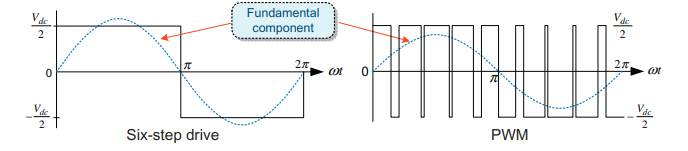 Fundamental
component
V_dc/2
0
π
2π
ωt
-V_dc/2
Six-step drive
V_dc/2
0
π
2π
ωt
-V_dc/2
PWM